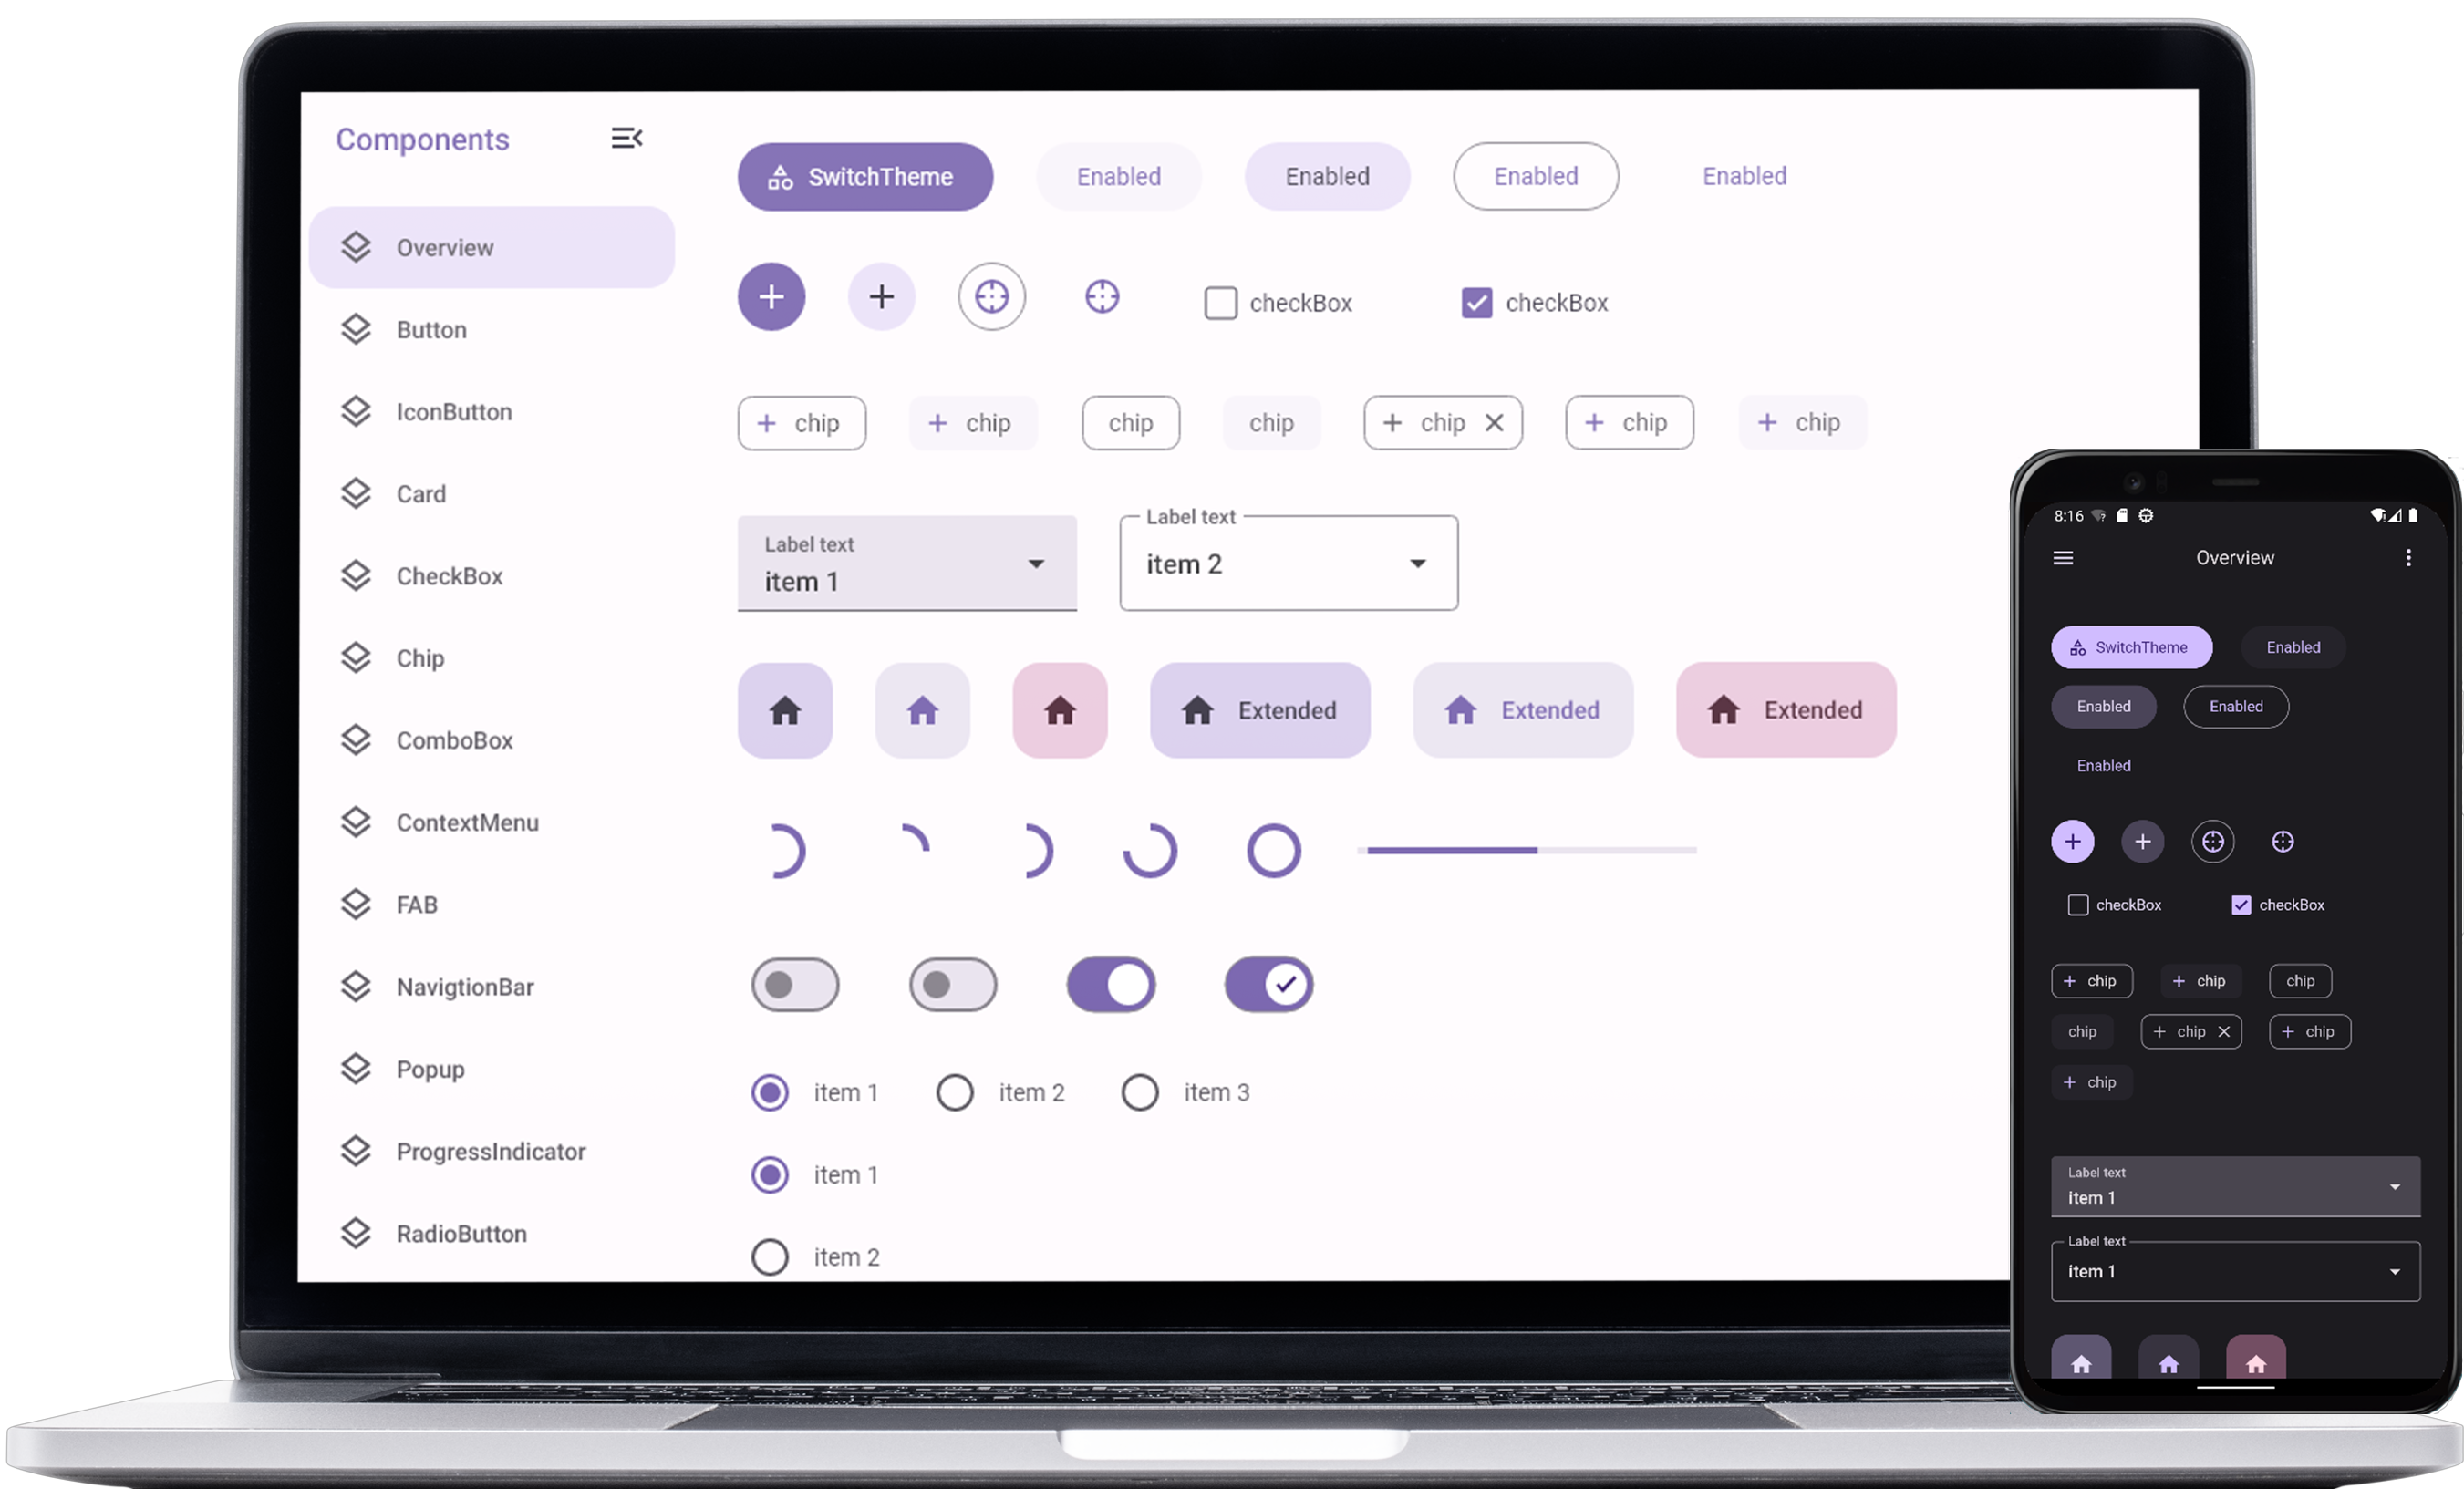 Components
Overview
Button
IconButton
Card
CheckBox
Chip
ComboBox
ContextMenu
FAB
NavigtionBar
Popup
ProgressIndicator
RadioButton
SwitchTheme Enabled Enabled Enabled Enabled
checkBox checkBox
chip chip chip chip chip chip chip
Label text Label text
item 1 item 2
Extended Extended Extended
item 1 item 2 item 3
item 1
item 2
8:16
Overview
SwitchTheme Enabled
Enabled Enabled
Enabled
checkBox checkBox
chip chip chip
chip chip chip
chip
Label text
item 1
Label text
item 1